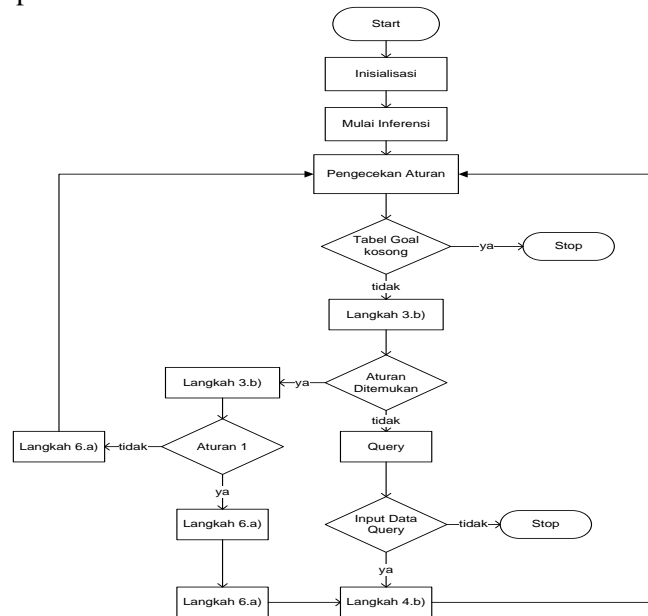 Start
Inisialisasi
Mulai Inferensi
Pengecekan Aturan
Tabel Goal
kosong
ya
Stop
tidak
Langkah 3.b)
Aturan
Ditemukan
ya
Langkah 3.b)
tidak
Aturan 1
tidak
Langkah 6.a)
Query
ya
Langkah 6.a)
Input Data
Query
tidak
Stop
ya
Langkah 6.a)
Langkah 4.b)